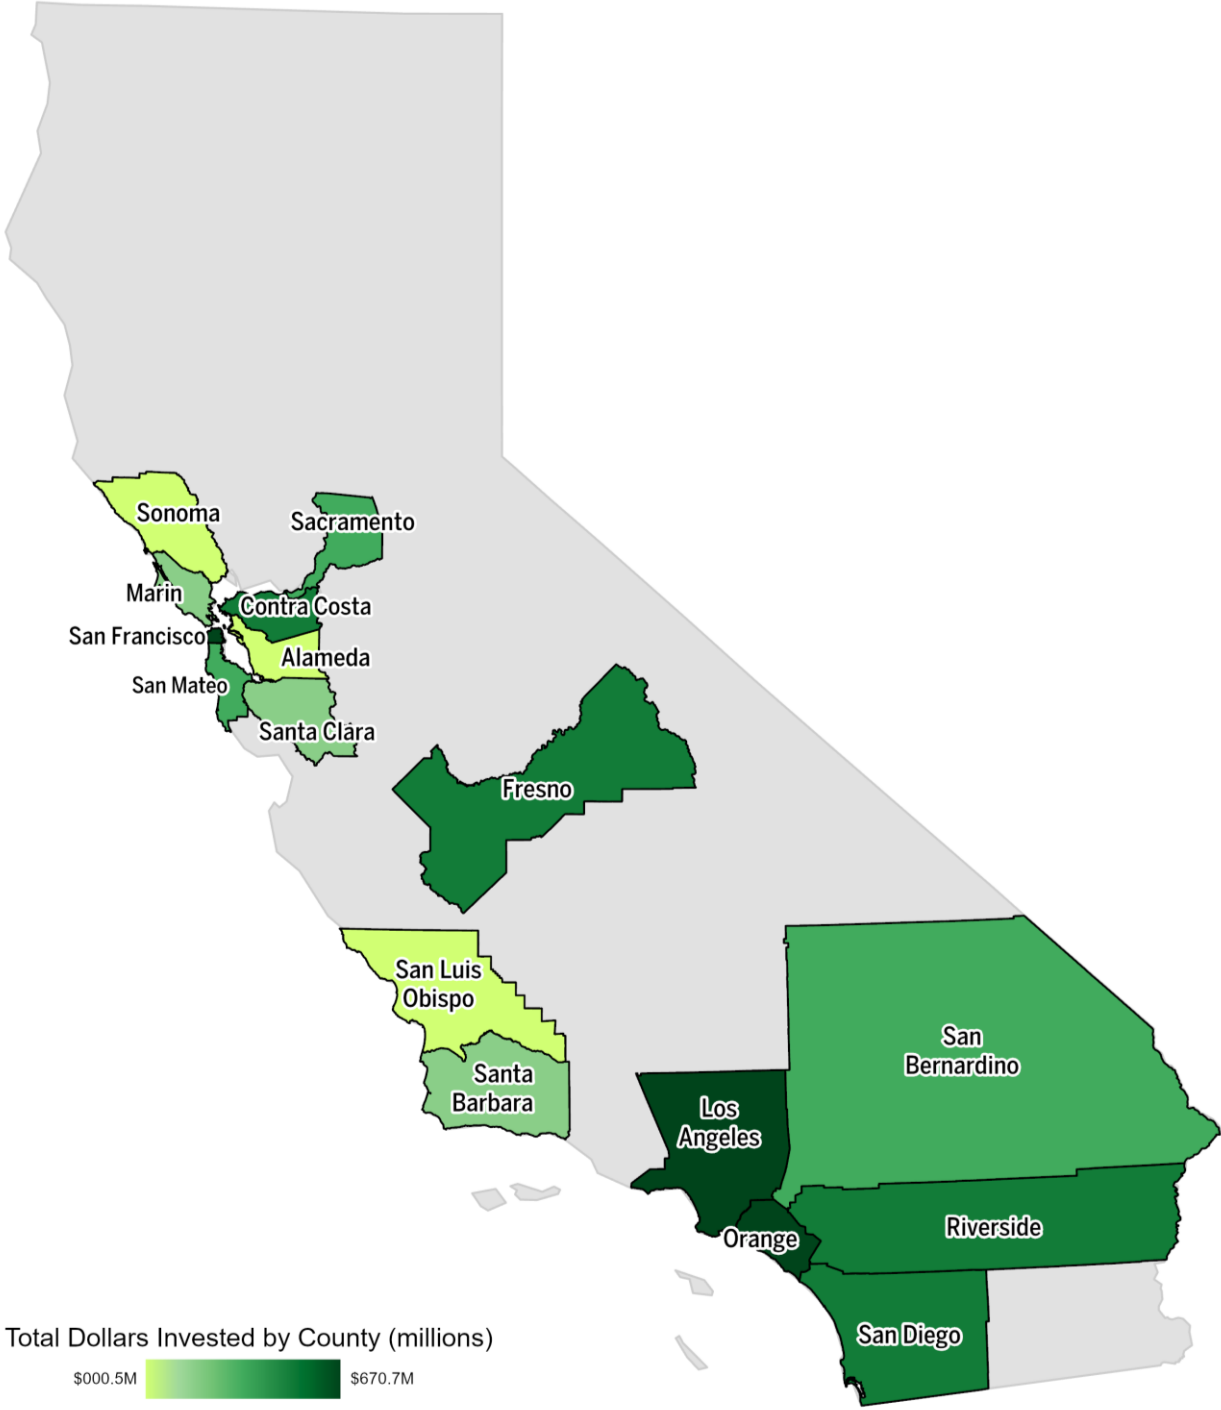 Sonoma
Sacramento
Marin
Contra Costa
San Francisco
Alameda
San Mateo
Santa Clara
Fresno
San Luis
Obispo
San
Bernardino
Santa
Barbara
Los
Angeles
Riverside
Orange
San Diego
Total Dollars Invested by County (millions)
$000.5M
$670.7M